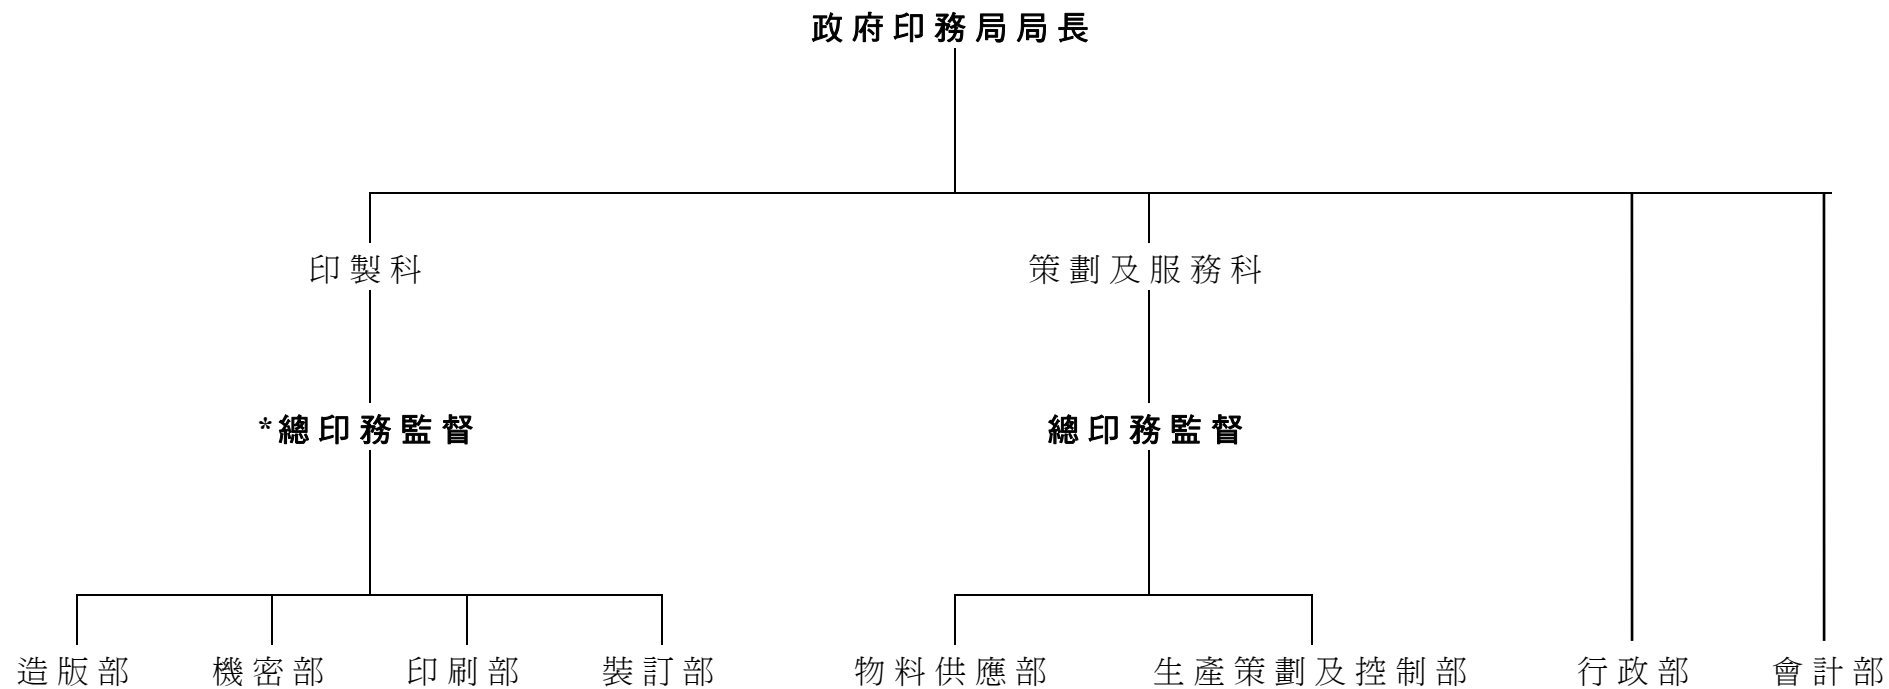 政府印務局局長
印製科 策劃及服務科
*總印務監督 總印務監督
造版部 機密部 印刷部 裝訂部 物料供應部 生產策劃及控制部 行政部 會計部